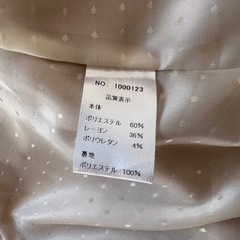 NO. 1000123
品質表示
本体
ポリエステル 60%
レーヨン 36%
ポリウレタン 4%
裏地
ポリエステル 100%